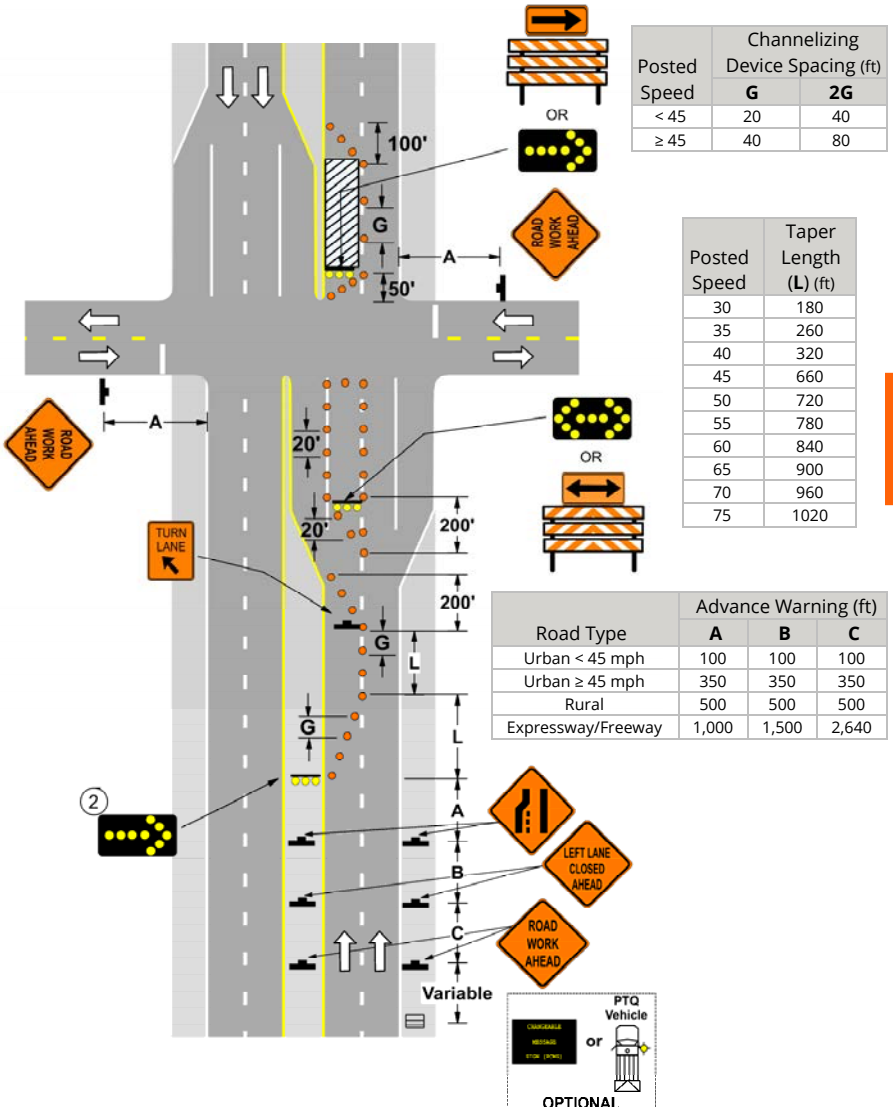 Channelizing
Device Spacing (ft)
Posted
Speed
G 2G
< 45 20 40
≥ 45 40 80
OR
100'
ROAD
WORK
AHEAD
G
A
50'
Posted
Speed
Taper
Length
(L) (ft)
30 180
35 260
40 320
45 660
50 720
55 780
60 840
65 900
70 960
75 1020
A
ROAD
WORK
AHEAD
20'
OR
20'
200'
TURN
LANE
200'
G
L
Road Type
Advance Warning (ft)
A B C
Urban < 45 mph 100 100 100
Urban ≥ 45 mph 350 350 350
Rural 500 500 500
Expressway/Freeway 1,000 1,500 2,640
G
L
2
A
LEFT LANE
CLOSED
AHEAD
B
ROAD
WORK
AHEAD
C
Variable
PTQ
Vehicle
CHANGEABLE
MESSAGE
or
OPTIONAL